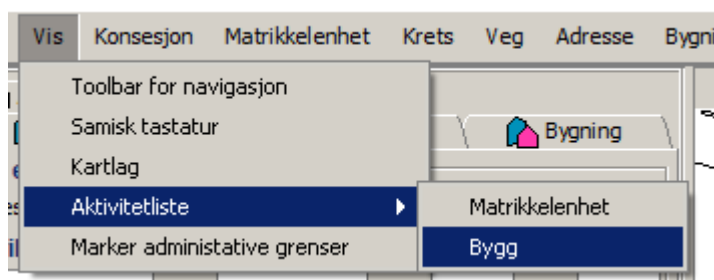 Vis Konsesjon Matrikkelenhet Krets Veg Adresse Bygni
Toolbar for navigasjon
Samisk tastatur
Bygning
Kartlag
Aktivitetliste
Matrikkelenhet
Marker administative grenser
Bygg